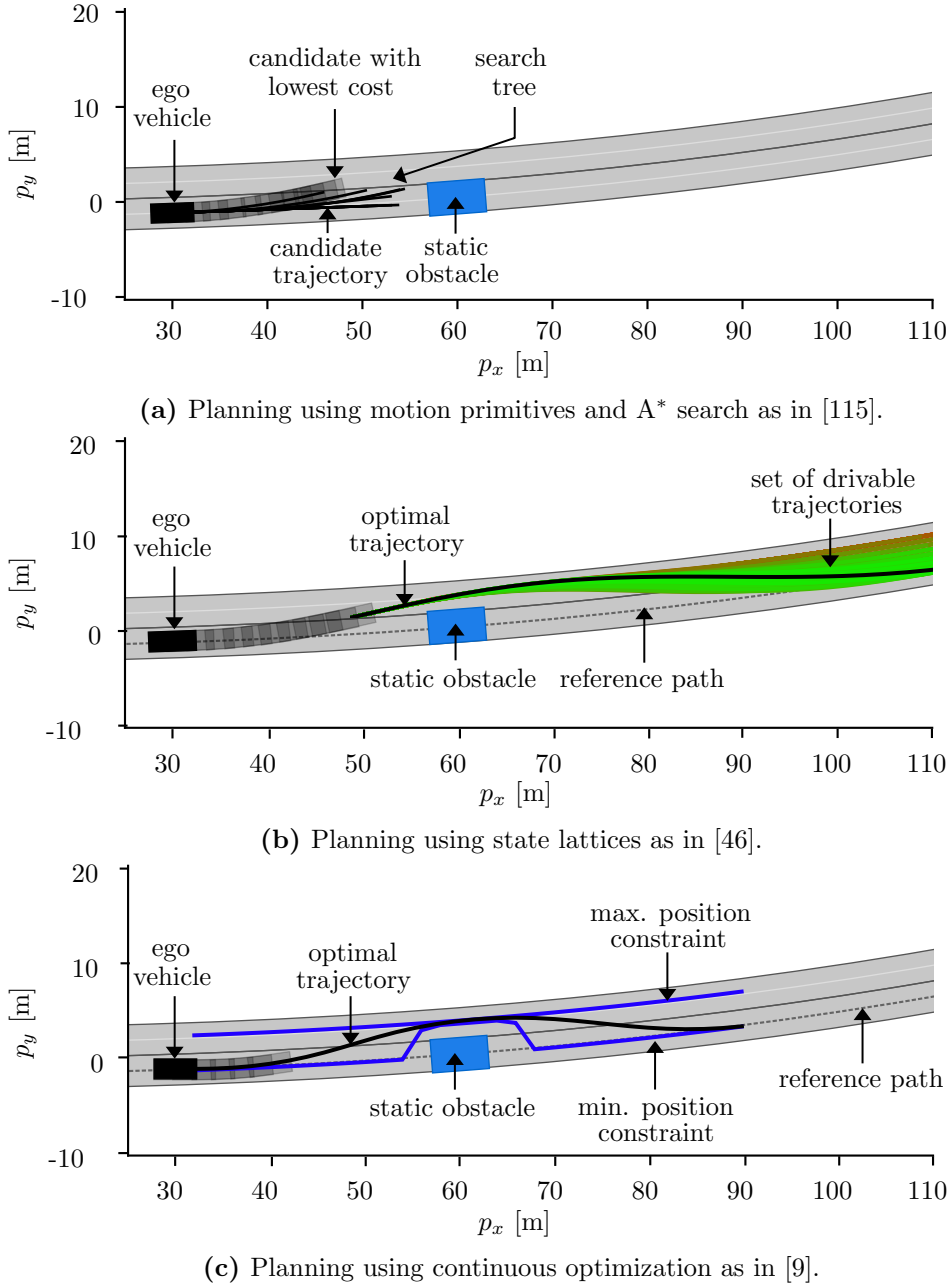 20
10
0
-10
p_y [m]
ego
vehicle
candidate with
lowest cost
search
tree
candidate
trajectory
static
obstacle
30 40 50 60 70 80 90 100 110
p_x [m]
(a) Planning using motion primitives and A* search as in [115].
20
10
0
-10
p_y [m]
ego
vehicle
optimal
trajectory
set of drivable
trajectories
static obstacle
reference path
30 40 50 60 70 80 90 100 110
p_x [m]
(b) Planning using state lattices as in [46].
20
10
0
-10
p_y [m]
ego
vehicle
optimal
trajectory
max. position
constraint
static obstacle
min. position
constraint
reference path
30 40 50 60 70 80 90 100 110
p_x [m]
(c) Planning using continuous optimization as in [9].